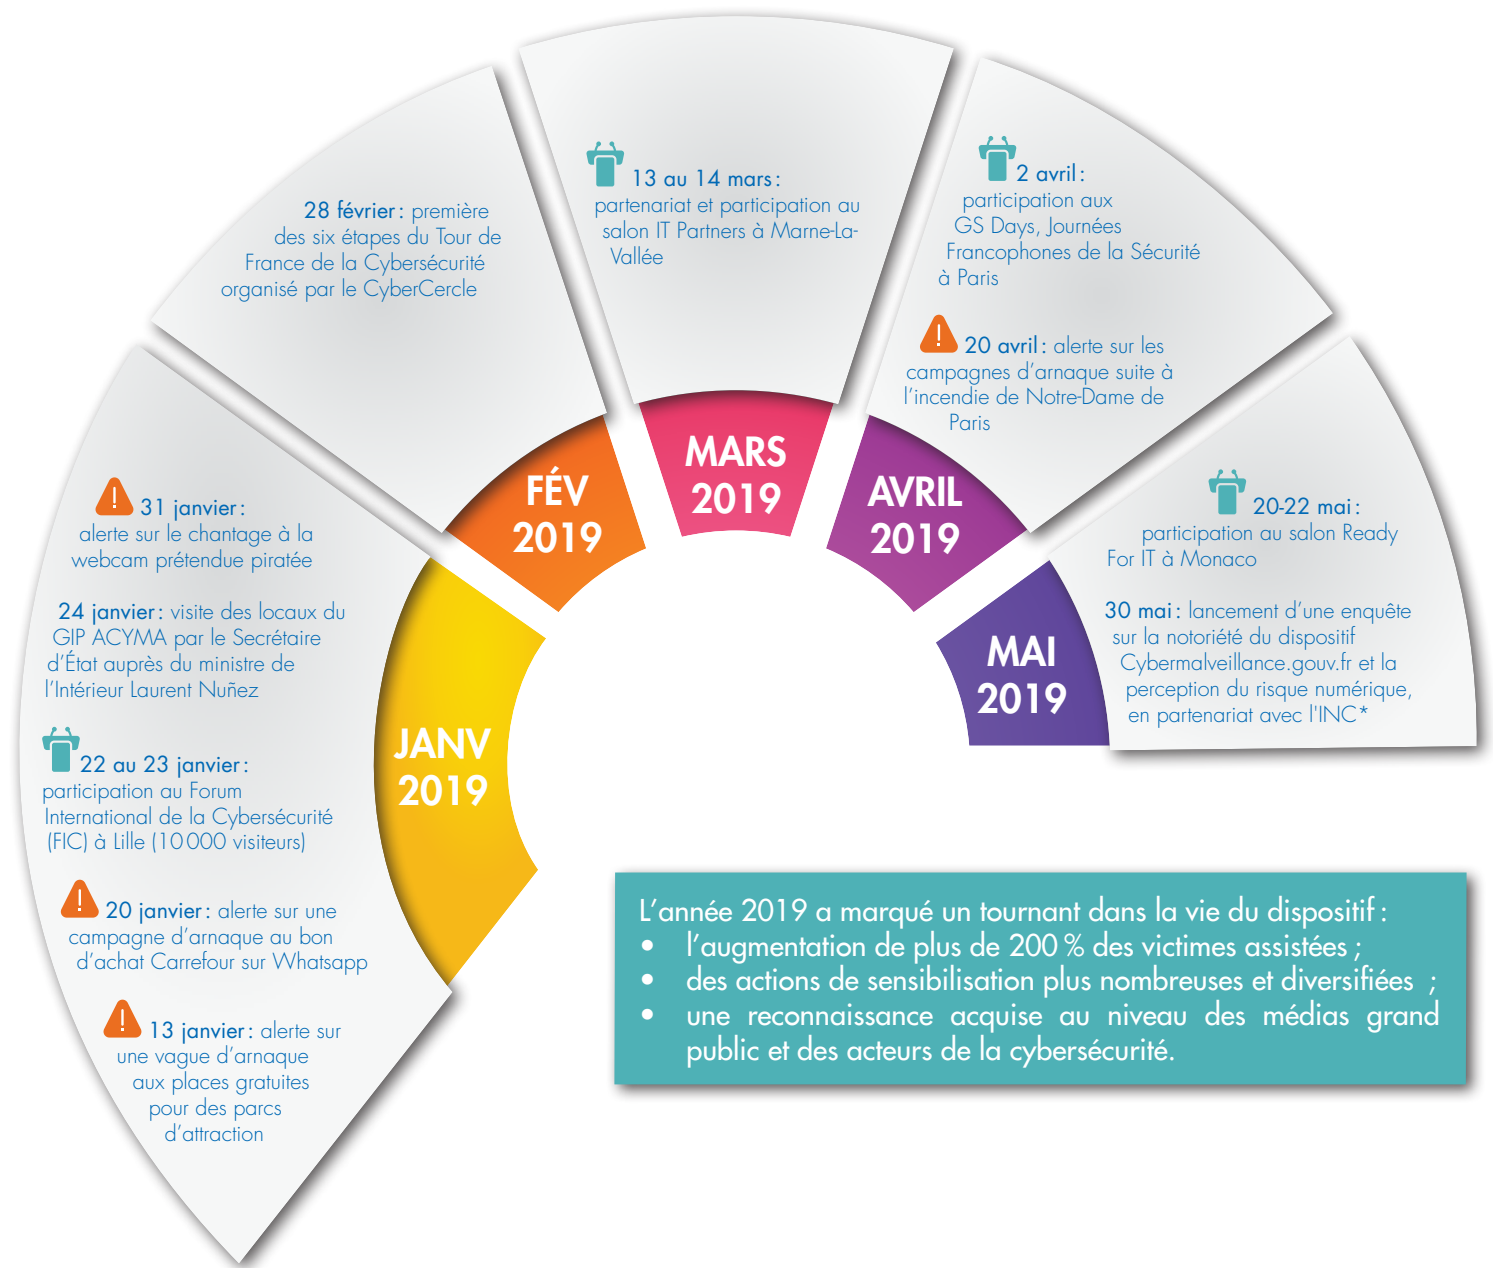 13 au 14 mars :
partenariat et participation au
salon IT Partners à Marne-La-
Vallée
2 avril :
participation aux
GS Days, Journées
Francophones de la Sécurité
à Paris
20 avril : alerte sur les
campagnes d’arnaque suite à
l’incendie de Notre-Dame de
Paris
28 février : première
des six étapes du Tour de
France de la Cybersécurité
organisé par le CyberCercle
MARS
2019
FÉV
2019
AVRIL
2019
31 janvier :
alerte sur le chantage à la
webcam prétendue piratée
24 janvier : visite des locaux du
GIP ACYMA par le Secrétaire
d’État auprès du ministre de
l’Intérieur Laurent Nuñez
22 au 23 janvier :
participation au Forum
International de la Cybersécurité
(FIC) à Lille (10 000 visiteurs)
20 janvier : alerte sur une
campagne d’arnaque au bon
d’achat Carrefour sur Whatsapp
13 janvier : alerte sur
une vague d’arnaque
aux places gratuites
pour des parcs
d’attraction
JANV
2019
MAI
2019
20-22 mai :
participation au salon Ready
For IT à Monaco
30 mai : lancement d’une enquête
sur la notoriété du dispositif
Cybermalveillance.gouv.fr et la
perception du risque numérique,
en partenariat avec l'INC*
L’année 2019 a marqué un tournant dans la vie du dispositif :
• l’augmentation de plus de 200 % des victimes assistées ;
• des actions de sensibilisation plus nombreuses et diversifiées ;
• une reconnaissance acquise au niveau des médias grand
public et des acteurs de la cybersécurité.